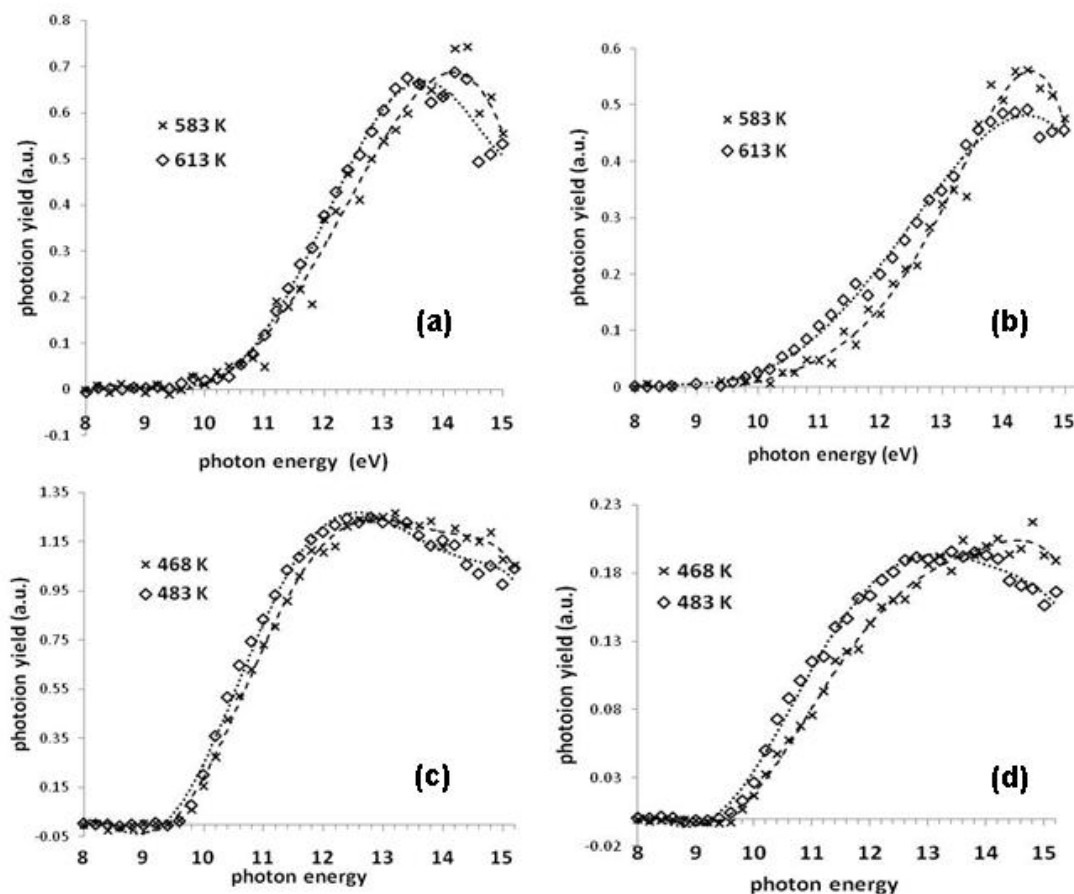 0.8
0.7
0.6
0.5
0.4
0.3
0.2
0.1
0
-0.1
photoion yield (a.u.)
× 583 K
◇ 613 K
(a)
8 9 10 11 12 13 14 15
photon energy (eV)
0.6
0.5
0.4
0.3
0.2
0.1
0
photoion yield (a.u.)
× 583 K
◇ 613 K
(b)
8 9 10 11 12 13 14 15
photon energy (eV)
1.35
1.15
0.95
0.75
0.55
0.35
0.15
-0.05
photoion yield (a.u.)
× 468 K
◇ 483 K
(c)
8 9 10 11 12 13 14 15
photon energy
0.23
0.18
0.13
0.08
0.03
-0.02
photoion yield (a.u.)
× 468 K
◇ 483 K
(d)
8 9 10 11 12 13 14 15
photon energy